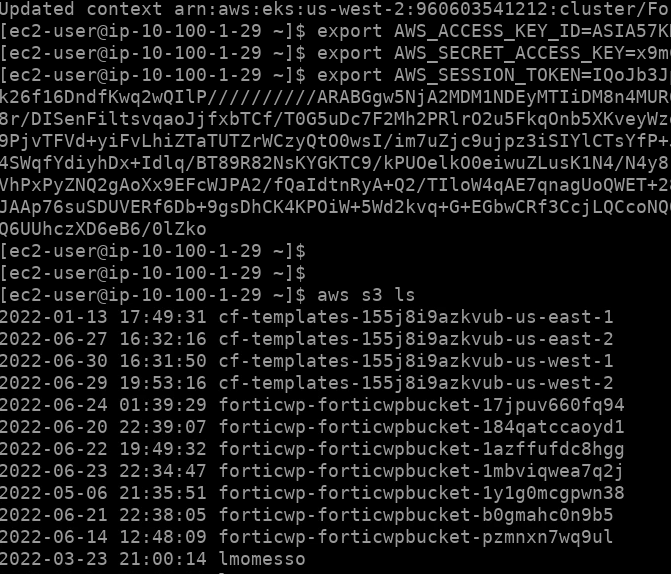 Updated context arn:aws:eks:us-west-2:960603541212:cluster/Fo
[ec2-user@ip-10-100-1-29 ~]$ export AWS_ACCESS_KEY_ID=ASIA57K
[ec2-user@ip-10-100-1-29 ~]$ export AWS_SECRET_ACCESS_KEY=x9m
[ec2-user@ip-10-100-1-29 ~]$ export AWS_SESSION_TOKEN=IQoJb3J
k26f16DndfKwq2wQIlP//////////ARABGgw5NjA2MDM1NDEyMTIiDM8n4MUR
8r/DISenFiltsvqaoJjfxbTCf/T0G5uDc7F2Mh2PRlrO2u5FkqOnb5XKveyWz
9PjvTFVd+yiFvLhiZTaTUTZrWCzyQtO0wsI/im7uZjc9ujpz3iSIYlCTsYfP+
4SWqfYdiyhDx+Idlq/BT89R82NsKYGKTC9/kPUOelkO0eiwuZLusK1N4/N4y8
VhPxPyZNQ2gAoXx9EFcWJPA2/fQaIdtnRyA+Q2/TIloW4qAE7qnagUoQWET+2
JAAp76suSDUVERf6Db+9gsDhCK4KPOiW+5Wd2kvq+G+EGbwCRf3CcjLQCcoNQ
Q6UUhczXD6eB6/0lZko
[ec2-user@ip-10-100-1-29 ~]$
[ec2-user@ip-10-100-1-29 ~]$
[ec2-user@ip-10-100-1-29 ~]$ aws s3 ls
2022-01-13 17:49:31 cf-templates-155j8i9azkvub-us-east-1
2022-06-27 16:32:16 cf-templates-155j8i9azkvub-us-east-2
2022-06-30 16:31:50 cf-templates-155j8i9azkvub-us-west-1
2022-06-29 19:53:16 cf-templates-155j8i9azkvub-us-west-2
2022-06-24 01:39:29 forticwp-forticwpbucket-17jpuv660fq94
2022-06-20 22:39:07 forticwp-forticwpbucket-184qatccaoyd1
2022-06-22 19:49:32 forticwp-forticwpbucket-1azffufdc8hgg
2022-06-23 22:34:47 forticwp-forticwpbucket-1mbviqwea7q2j
2022-05-06 21:35:51 forticwp-forticwpbucket-1y1g0mcgpwn38
2022-06-21 22:38:05 forticwp-forticwpbucket-b0gmahc0n9b5
2022-06-14 12:48:09 forticwp-forticwpbucket-pzmnxn7wq9ul
2022-03-23 21:00:14 lmomesso